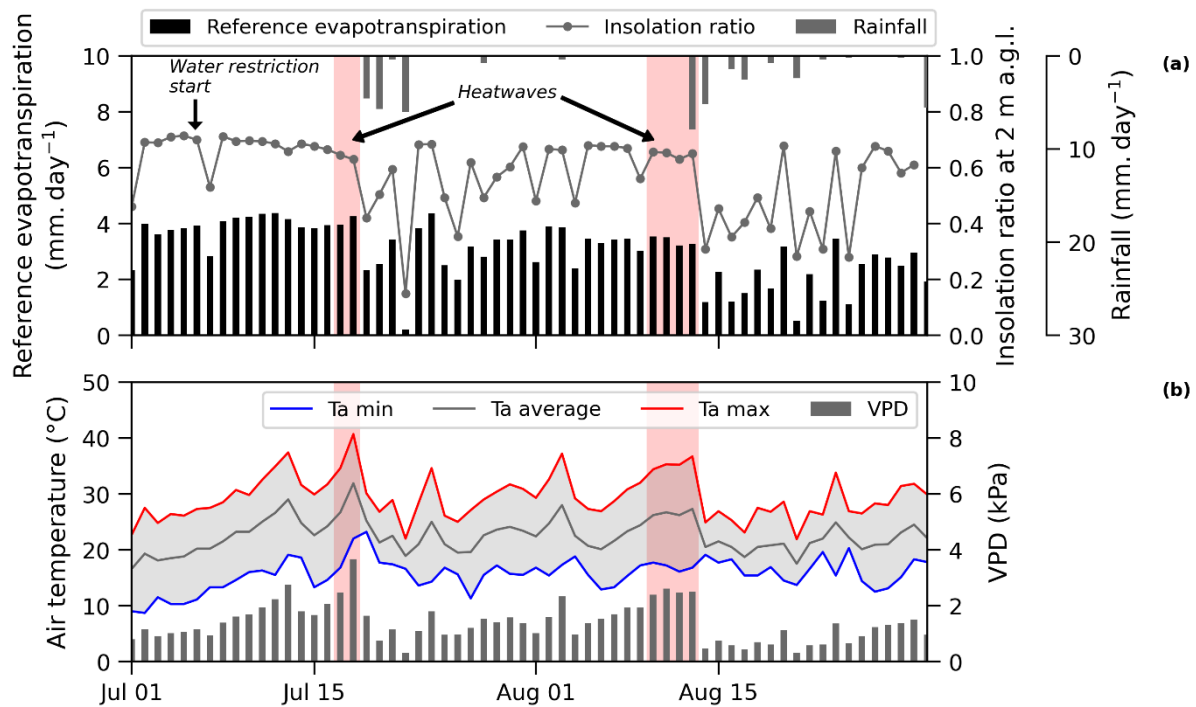 Reference evapotranspiration Insolation ratio Rainfall
(a)
Water restriction
start
Heatwaves
Reference evapotranspiration
(mm. day⁻¹)
10
8
6
4
2
0
1.0
0.8
0.6
0.4
0.2
0.0
Insolation ratio at 2 m a.g.l.
0
10
20
30
Rainfall (mm. day⁻¹)
(b)
Ta min Ta average Ta max VPD
Air temperature (°C)
50
40
30
20
10
0
10
8
6
4
2
0
VPD (kPa)
Jul 01 Jul 15 Aug 01 Aug 15